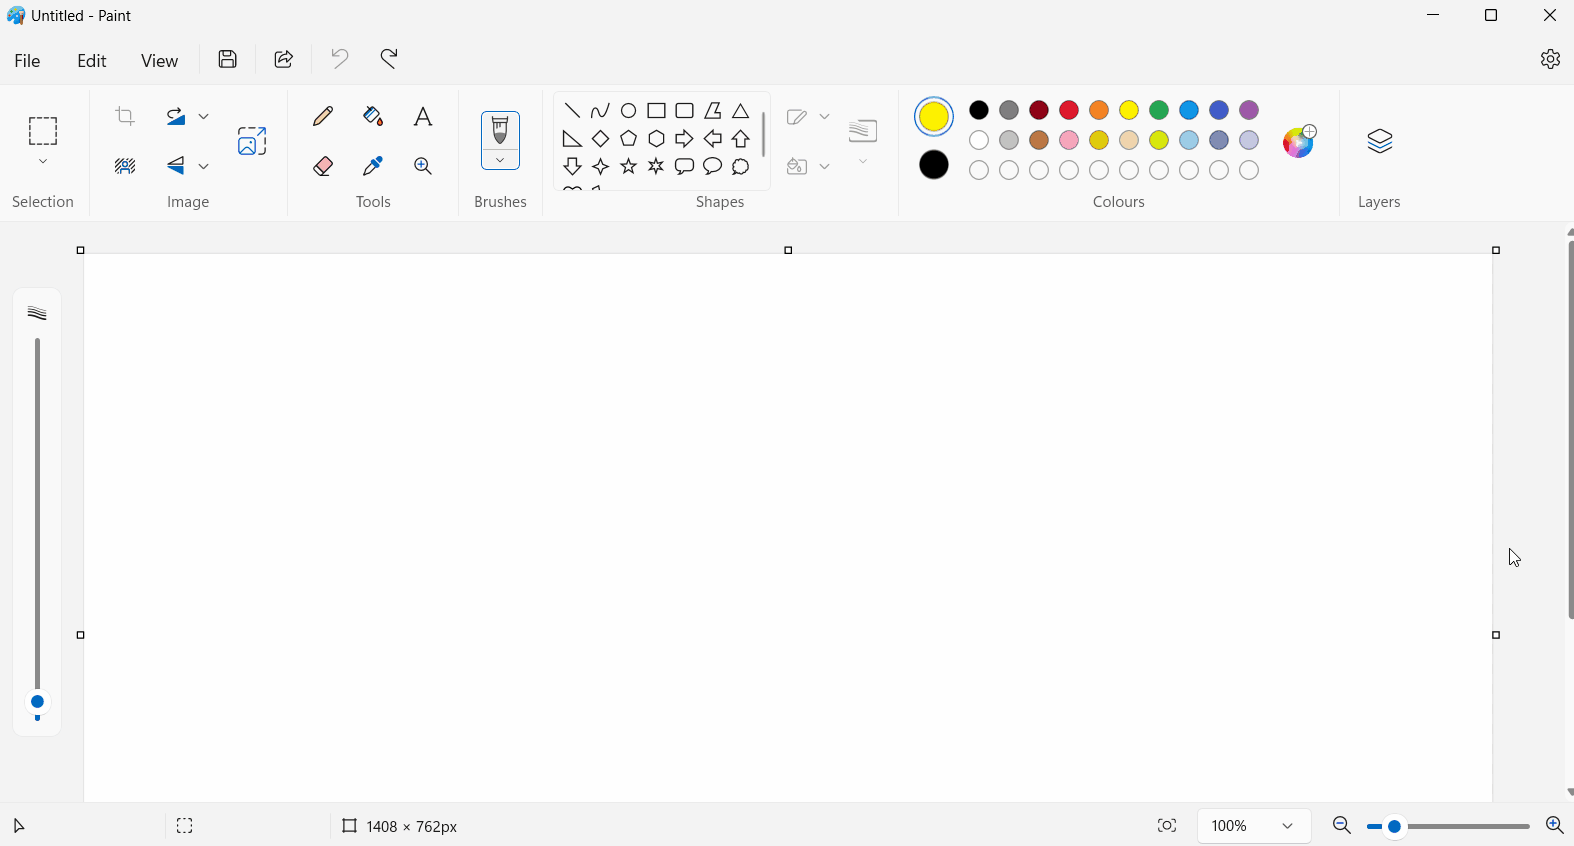 Untitled - Paint
File Edit View
Selection Image Tools Brushes Shapes Colours Layers
1408 × 762px 100%